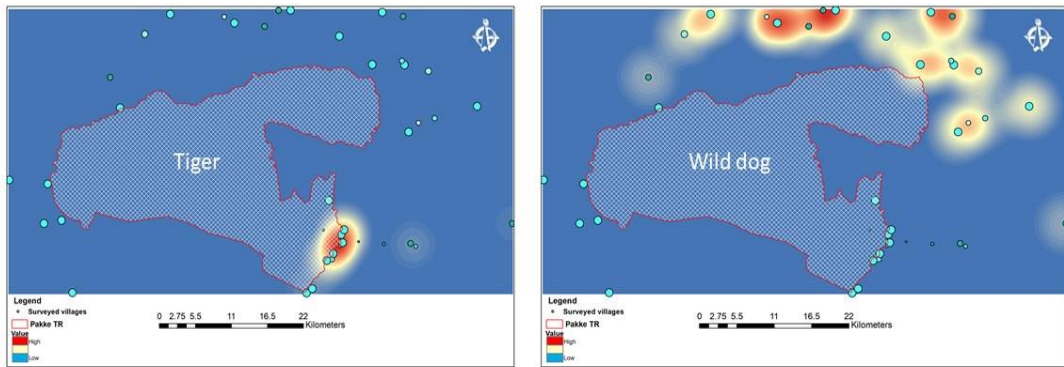 Tiger
Legend
Surveyed villages
Pakke TR
Value
High
Low
0 2.75 5.5 11 16.5 22
Kilometers
Wild dog
Legend
Surveyed villages
Pakke TR
Value
High
Low
0 2.75 5.5 11 16.5 22
Kilometers